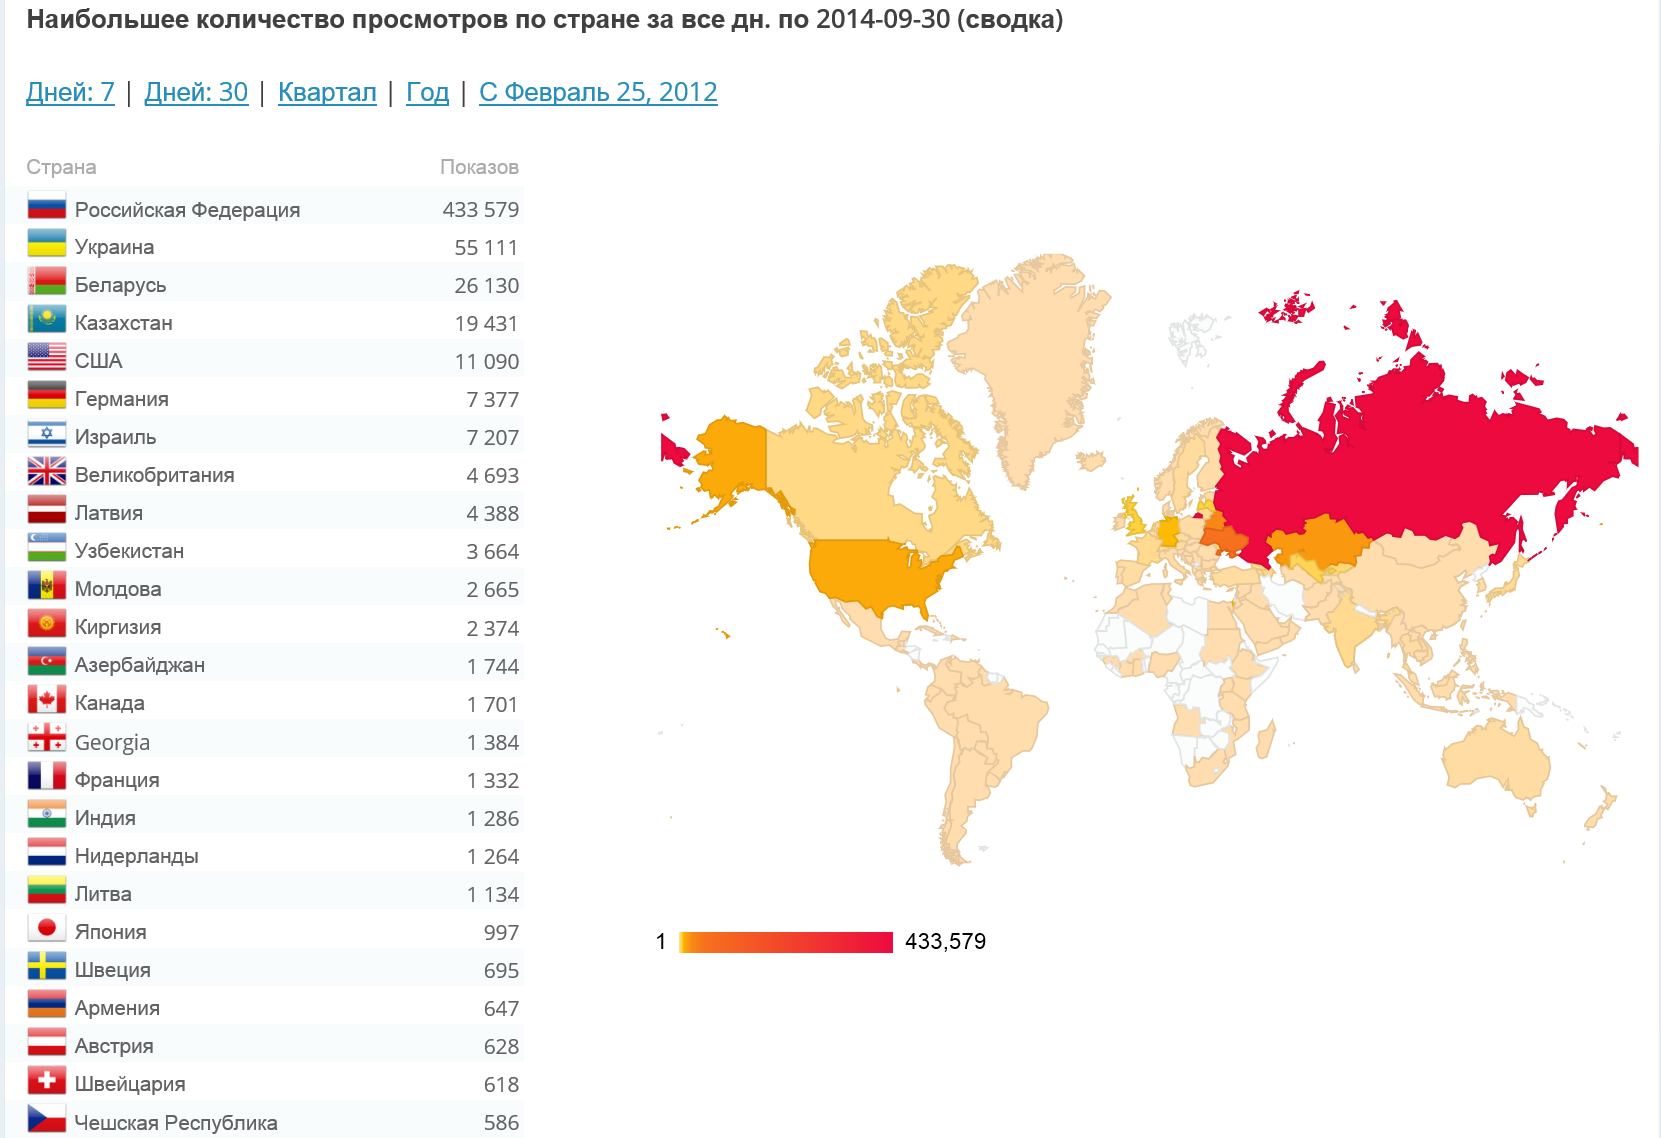 Наибольшее количество просмотров по стране за все дн. по 2014-09-30 (сводка)
Дней: 7 | Дней: 30 | Квартал | Год | С Февраль 25, 2012
Страна Показов
Российская Федерация 433 579
Украина 55 111
Беларусь 26 130
Казахстан 19 431
США 11 090
Германия 7 377
Израиль 7 207
Великобритания 4 693
Латвия 4 388
Узбекистан 3 664
Молдова 2 665
Киргизия 2 374
Азербайджан 1 744
Канада 1 701
Georgia 1 384
Франция 1 332
Индия 1 286
Нидерланды 1 264
Литва 1 134
Япония 997
Швеция 695
Армения 647
Австрия 628
Швейцария 618
Чешская Республика 586
1 433,579